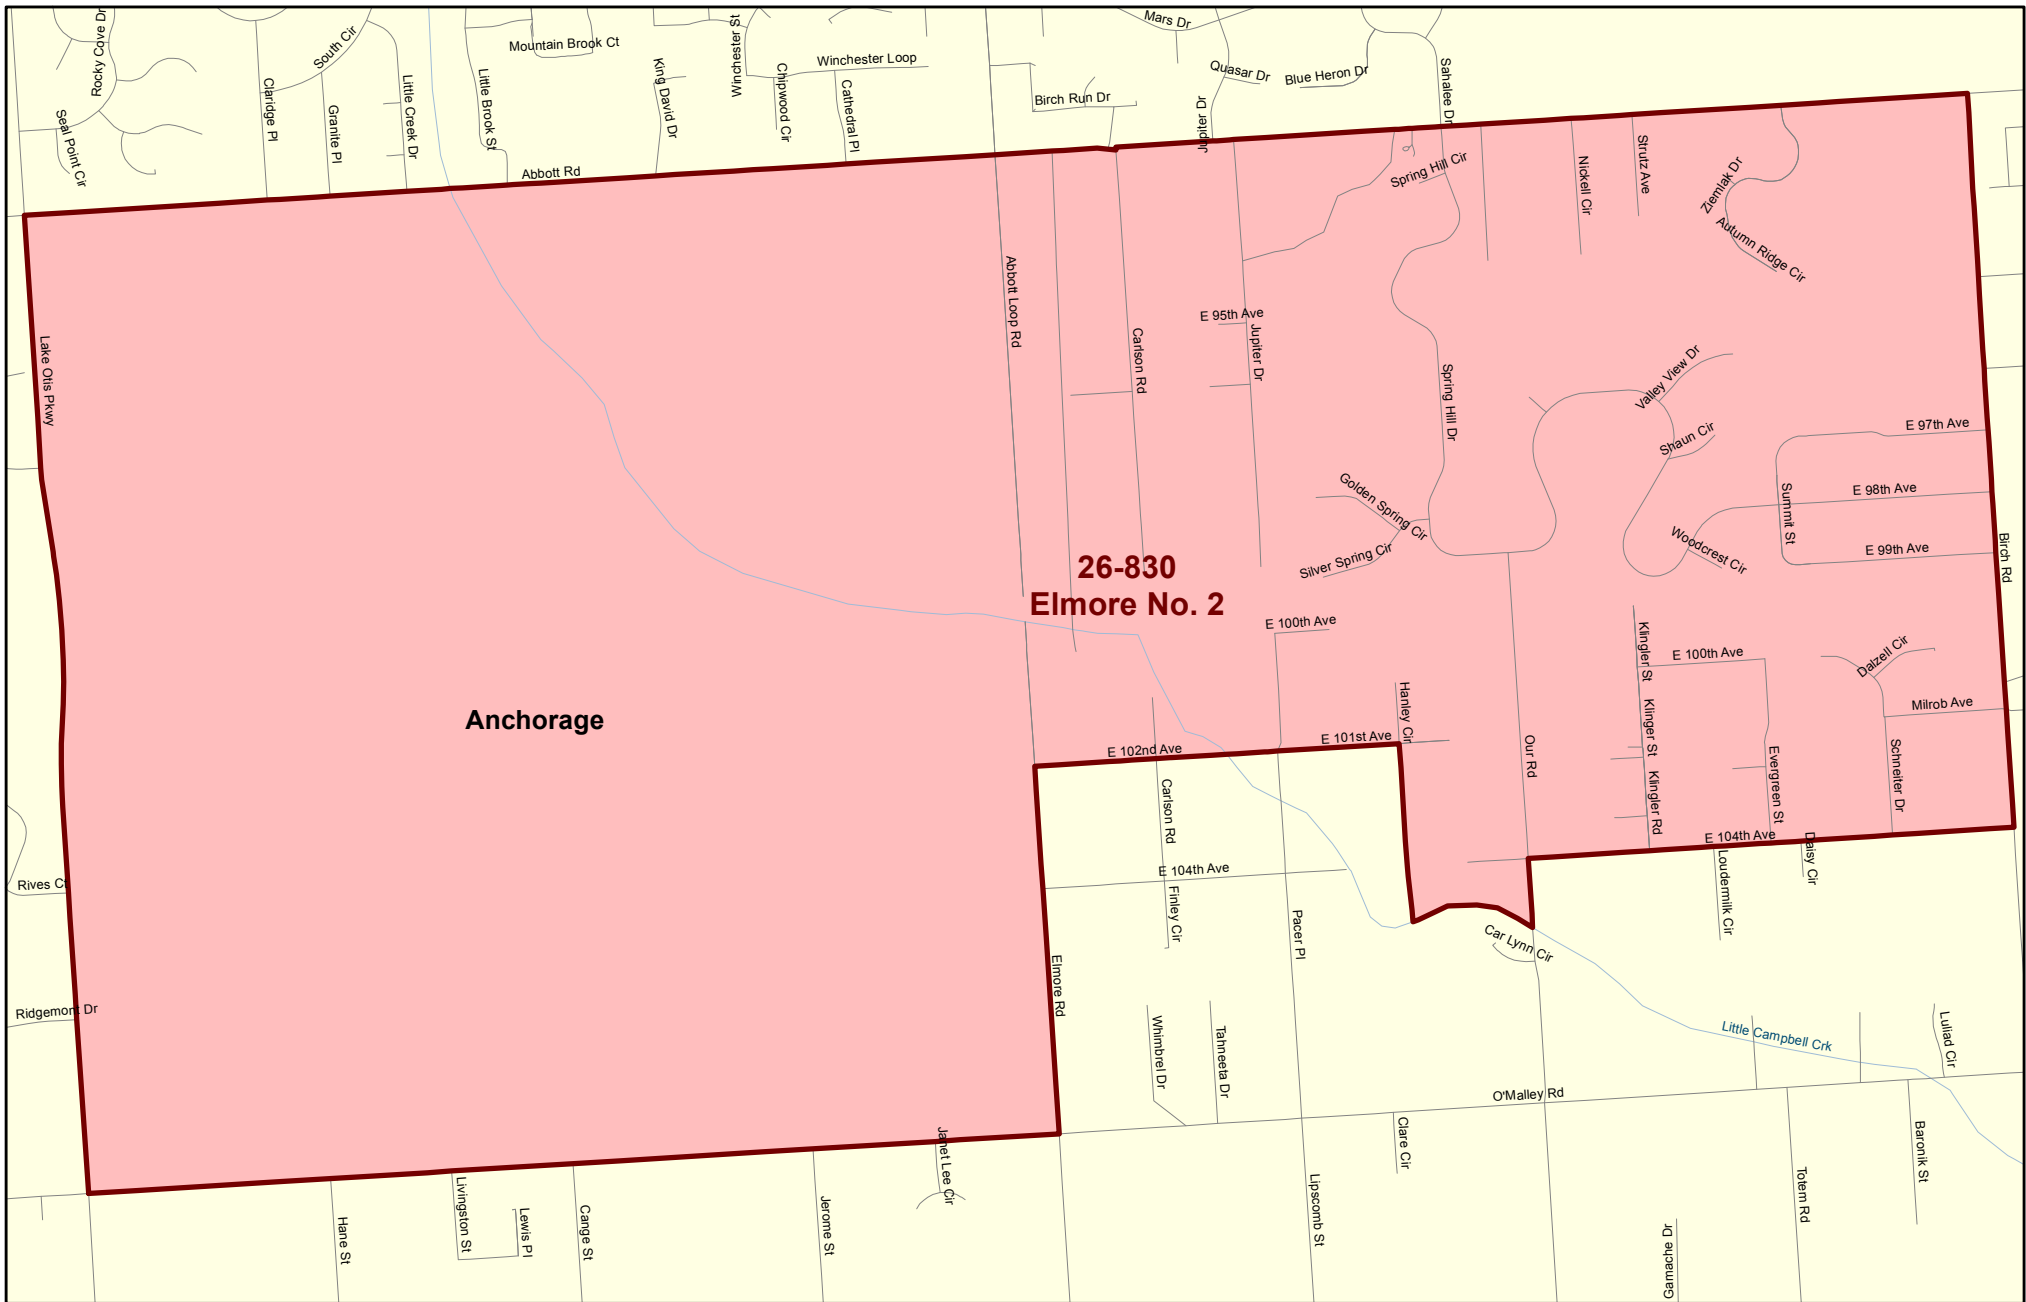 Rocky Cove Dr
Seal Point Cir
Claridge Pl
South Cir
Granite Pl
Little Creek Dr
Little Brook St
Mountain Brook Ct
King David Dr
Winchester St
Chipwood Cir
Winchester Loop
Cathedral Pl
Birch Run Dr
Mars Dr
Quasar Dr
Jupiter Dr
Blue Heron Dr
Sahalee Dr
Abbott Rd
Spring Hill Cir
Nickell Cir
Strutz Ave
Ziemlak Dr
Autumn Ridge Cir
Lake Otis Pkwy
Abbott Loop Rd
Carlson Rd
E 95th Ave
Jupiter Dr
Spring Hill Dr
Valley View Dr
Shaun Cir
E 97th Ave
Golden Spring Cir
Summit St
E 98th Ave
Silver Spring Cir
Woodcrest Cir
E 99th Ave
Birch Rd
26-830
Elmore No. 2
E 100th Ave
Klingler St
E 100th Ave
Dalzell Cir
Anchorage
Hanley Cir
Klinger St
Milrob Ave
E 102nd Ave
E 101st Ave
Our Rd
Evergreen St
Schneiter Dr
Carlson Rd
Klingler Rd
E 104th Ave
Daisy Cir
Rives Ct
E 104th Ave
Finley Cir
Loudermilk Cir
Pacer Pl
Car Lynn Cir
Elmore Rd
Ridgemont Dr
Whimbrel Dr
Tahneeta Dr
Little Campbell Crk
Luliad Cir
O'Malley Rd
Janet Lee Cir
Clare Cir
Baronik St
Hane St
Livingston St
Lewis Pl
Cange St
Jerome St
Lipscomb St
Totem Rd
Gamache Dr